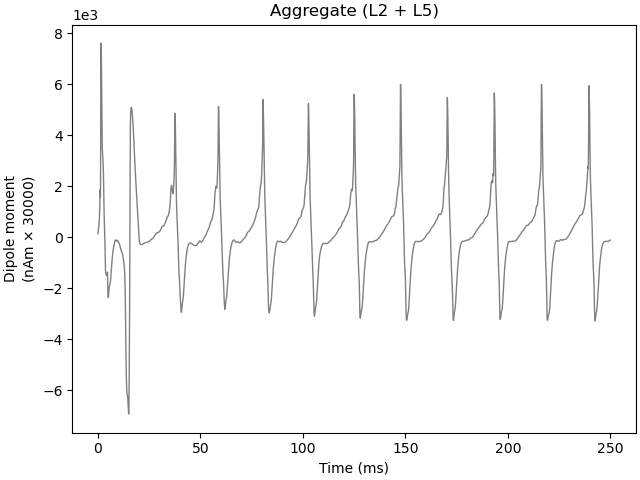 Aggregate (L2 + L5)
1e3
8
6
4
2
0
−2
−4
−6
Dipole moment
(nAm × 30000)
0
50
100
150
200
250
Time (ms)